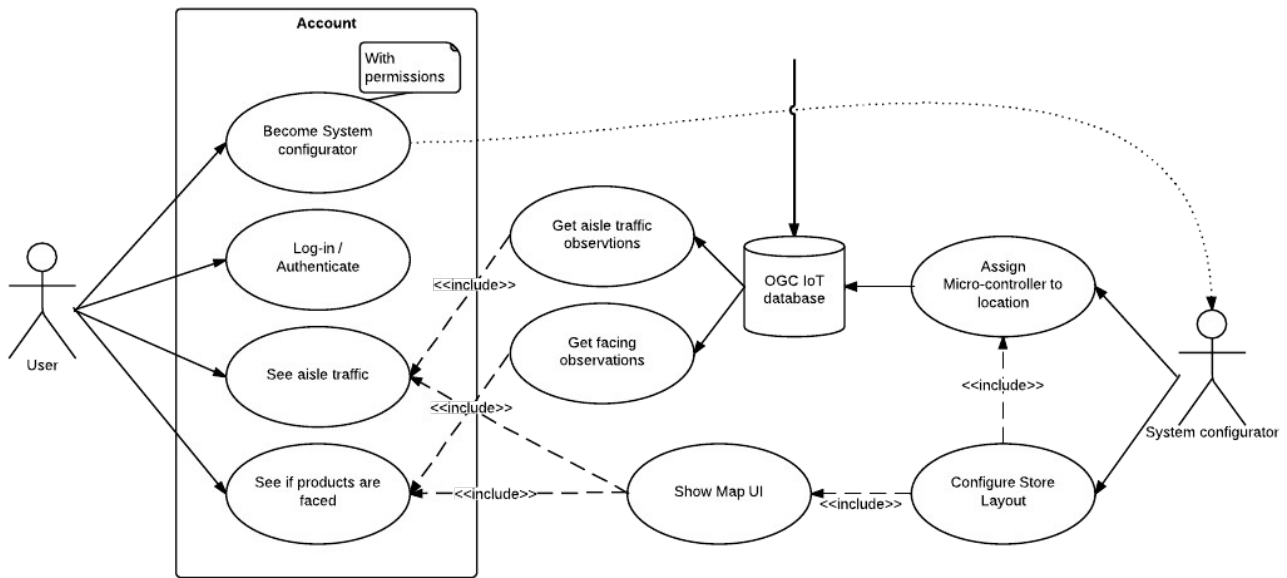 Account
With
permissions
Become System
configurator
Log-in /
Authenticate
See aisle traffic
See if products are
faced
User
Get aisle traffic
observtions
Get facing
observations
<<include>>
<<include>>
<<include>>
Show Map UI
OGC IoT
database
Assign
Micro-controller to
location
<<include>>
Configure Store
Layout
<<include>>
System configurator